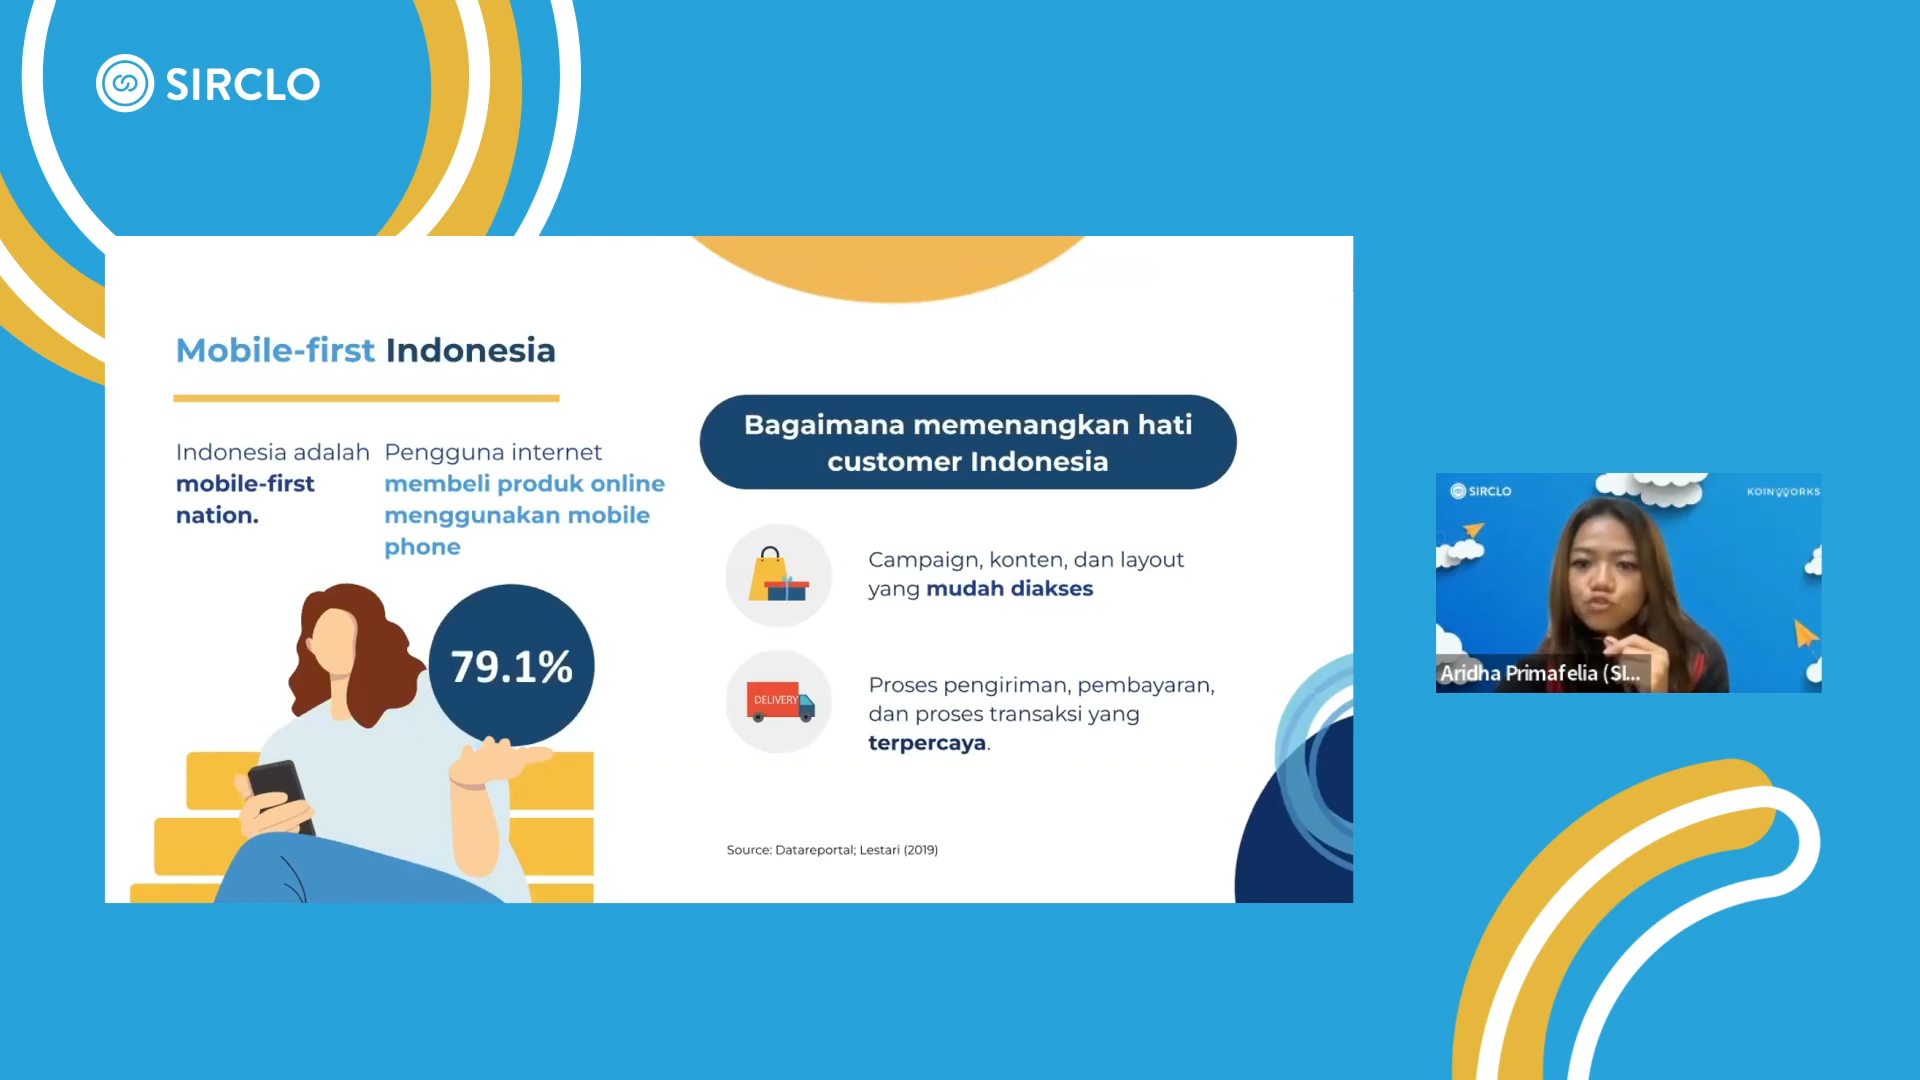 SIRCLO
Mobile-first Indonesia
Indonesia adalah
mobile-first
nation.
Pengguna internet
membeli produk online
menggunakan mobile
phone
79.1%
Bagaimana memenangkan hati
customer Indonesia
Campaign, konten, dan layout
yang mudah diakses
DELIVERY
Proses pengiriman, pembayaran,
dan proses transaksi yang
terpercaya.
Source: Datareportal; Lestari (2019)
SIRCLO
KOINWORKS
Aridha Primafelia (SI...